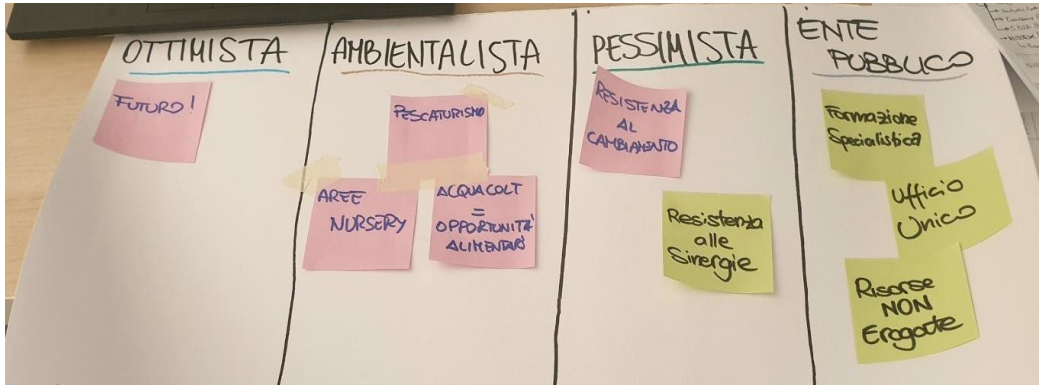 OTTIMISTA
FUTURO!
AMBIENTALISTA
PESCATURISMO
AREE
NURSERY
ACQUACOLT
=
OPPORTUNITÀ
ALIMENTARI
PESSIMISTA
RESISTENZA
AL
CAMBIAMENTO
Resistenza
alle
Sinergie
ENTE
PUBBLICO
Formazione
Specialistica
Ufficio
Unico
Risorse
NON
Erogate